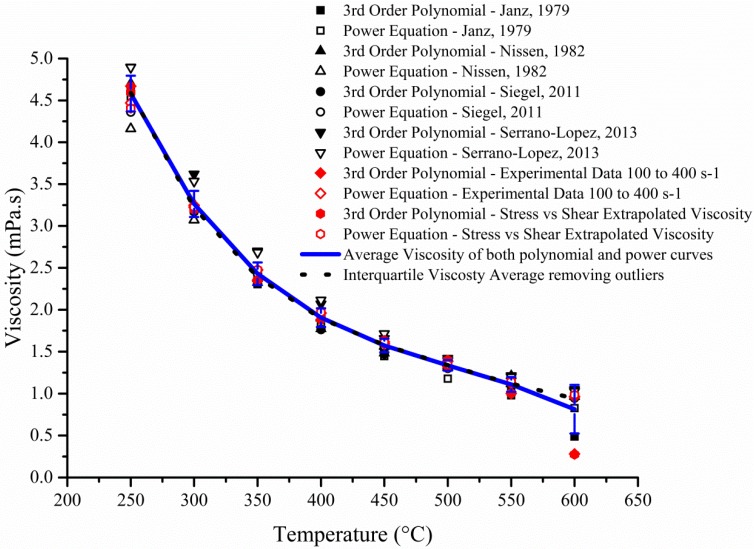 3rd Order Polynomial - Janz, 1979
Power Equation - Janz, 1979
3rd Order Polynomial - Nissen, 1982
Power Equation - Nissen, 1982
3rd Order Polynomial - Siegel, 2011
Power Equation - Siegel, 2011
3rd Order Polynomial - Serrano-Lopez, 2013
Power Equation - Serrano-Lopez, 2013
3rd Order Polynomial - Experimental Data 100 to 400 s-1
Power Equation - Experimental Data 100 to 400 s-1
3rd Order Polynomial - Stress vs Shear Extrapolated Viscosity
Power Equation - Stress vs Shear Extrapolated Viscosity
Average Viscosity of both polynomial and power curves
Interquartile Viscosty Average removing outliers
Viscosity (mPa.s)
5.0
4.5
4.0
3.5
3.0
2.5
2.0
1.5
1.0
0.5
0.0
200 250 300 350 400 450 500 550 600 650
Temperature (°C)